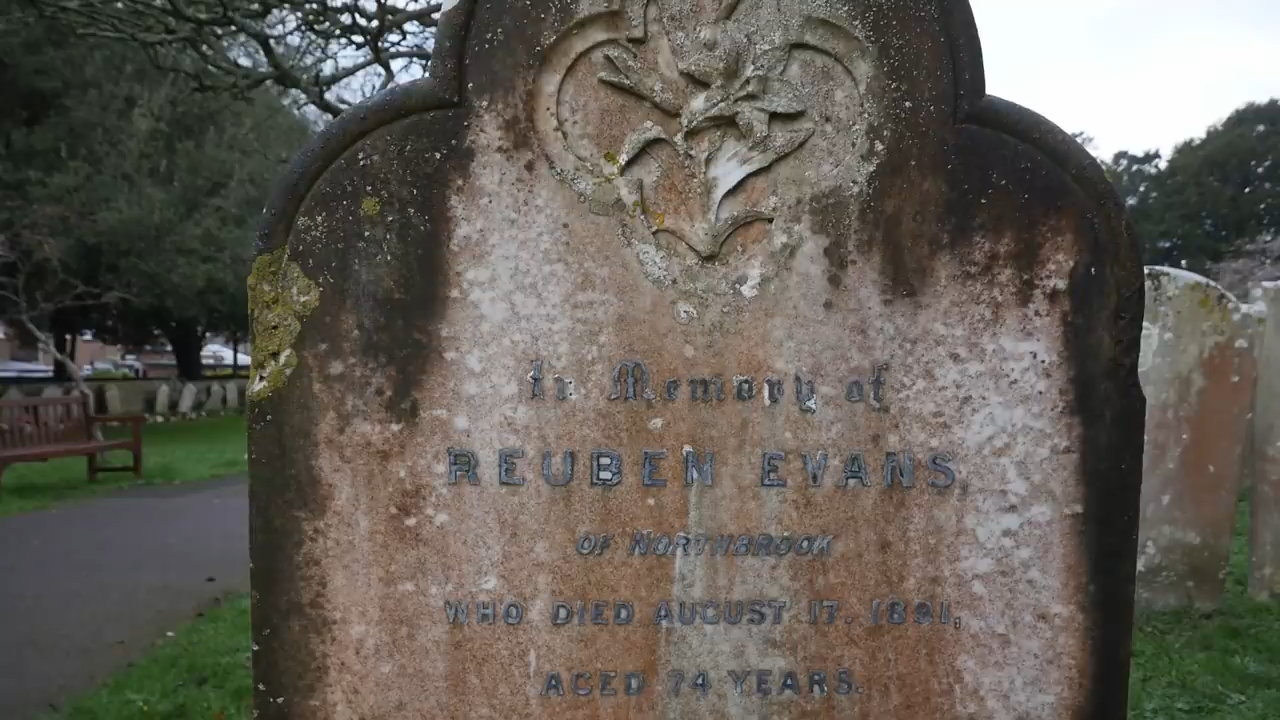 In Memory of
REUBEN EVANS
OF NORTHBROOK
WHO DIED AUGUST 17. 1891,
AGED 74 YEARS.